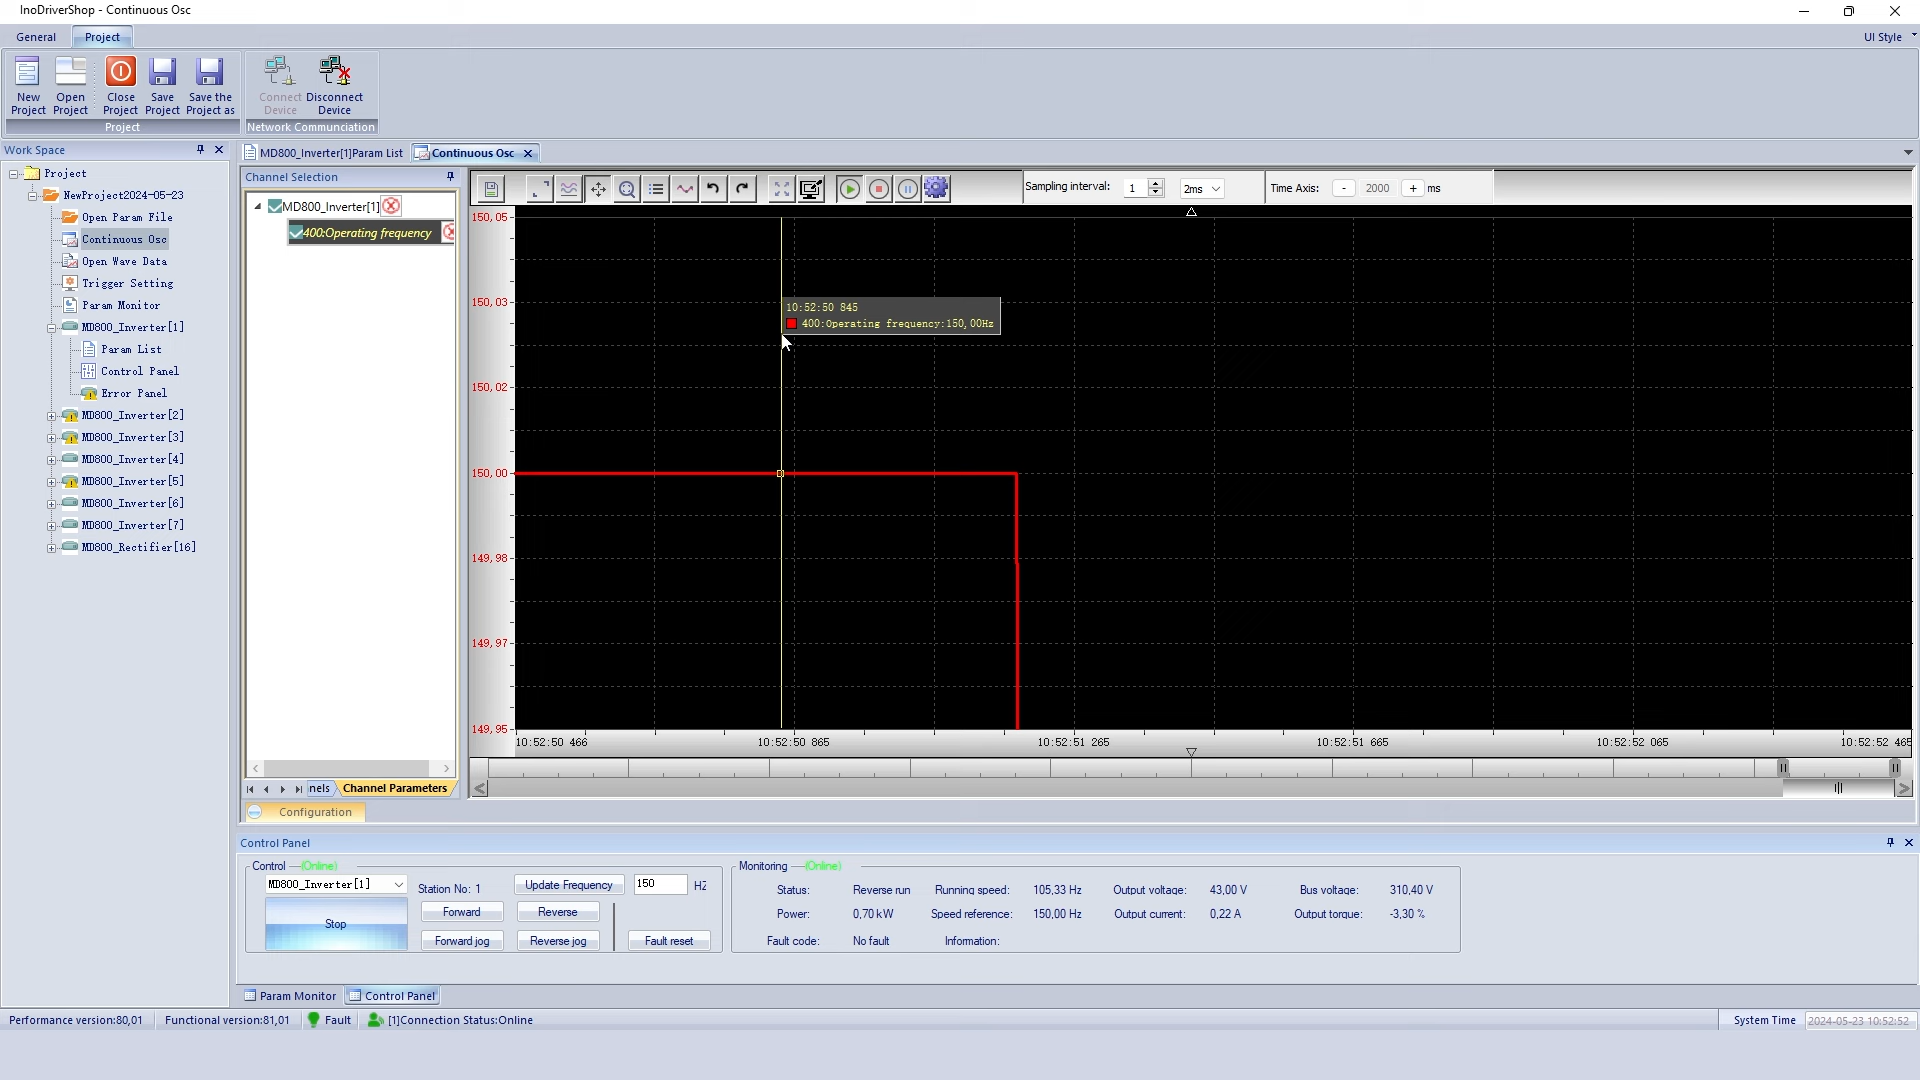 InoDriverShop - Continuous Osc
General
Project
UI Style
New Project
Open Project
Close Project
Save Project
Save the Project as
Connect Device
Disconnect Device
Project
Network Communciation
Work Space
MD800_Inverter[1]Param List
Continuous Osc
Project
NewProject2024-05-23
Open Param File
Continuous Osc
Open Wave Data
Trigger Setting
Param Monitor
MD800_Inverter[1]
Param List
Control Panel
Error Panel
MD800_Inverter[2]
MD800_Inverter[3]
MD800_Inverter[4]
MD800_Inverter[5]
MD800_Inverter[6]
MD800_Inverter[7]
MD800_Rectifier[16]
Channel Selection
MD800_Inverter[1]
400:Operating frequency
nels
Channel Parameters
Configuration
Sampling interval: 1 2ms
Time Axis: - 2000 + ms
150,05
150,03
150,02
150,00
149,98
149,97
149,95
10:52:50 845
400:Operating frequency:150,00Hz
10:52:50 466
10:52:50 865
10:52:51 265
10:52:51 665
10:52:52 065
10:52:52 465
Control Panel
Control (Online)
MD800_Inverter[1]
Station No: 1
Update Frequency
150 HZ
Stop
Forward
Reverse
Forward jog
Reverse jog
Fault reset
Monitoring (Online)
Status: Reverse run Running speed: 105,33 Hz Output voltage: 43,00 V Bus voltage: 310,40 V
Power: 0,70 kW Speed reference: 150,00 Hz Output current: 0,22 A Output torque: -3,30 %
Fault code: No fault Information:
Param Monitor
Control Panel
Performance version:80,01
Functional version:81,01
Fault
[1]Connection Status:Online
System Time
2024-05-23 10:52:52